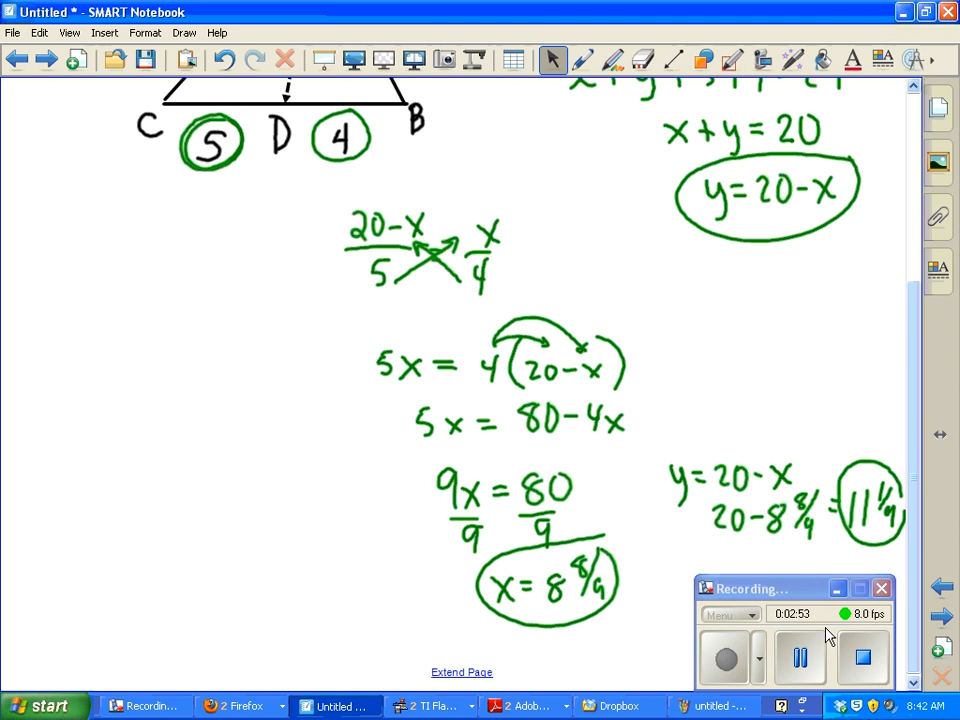 Untitled * - SMART Notebook
File Edit View Insert Format Draw Help
C 5 D 4 B
x + y = 20
y = 20 - x
20 - x / 5 x / 4
5x = 4(20 - x)
5x = 80 - 4x
9x / 9 = 80 / 9
x = 8 8/9
y = 20 - x
20 - 8 8/9 = 11 1/9
Recording...
Menu 0:02:53 8.0 fps
Extend Page
start Recording... 2 Firefox Untitled ... 2 TI Fla... 2 Adob... Dropbox untitled -... 8:42 AM